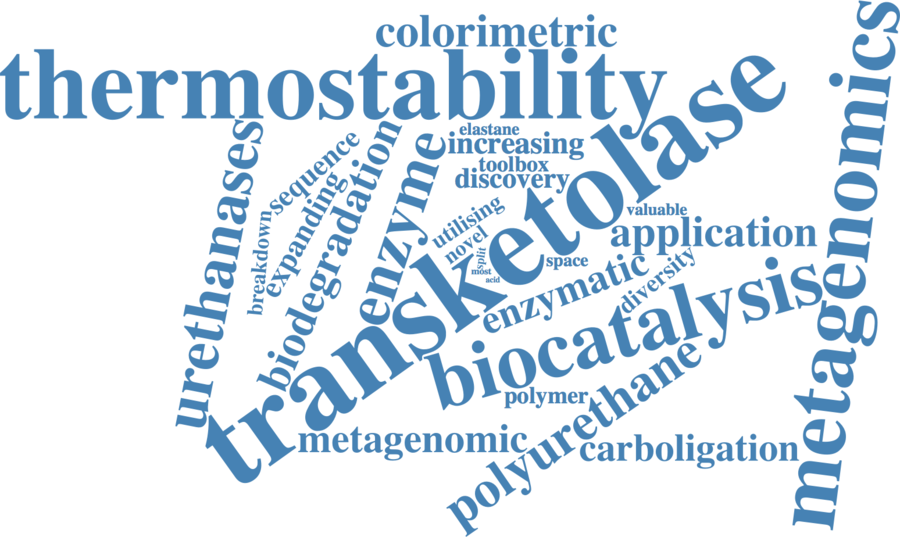 colorimetric
thermostability
transketolase
metagenomics
elastane
increasing
toolbox
discovery
urethanases
sequence
expanding
breakdown
biodegradation
enzyme
utilising
novel
split
most
acid
space
valuable
application
diversity
enzymatic
biocatalysis
polymer
polyurethane
metagenomic
carboligation